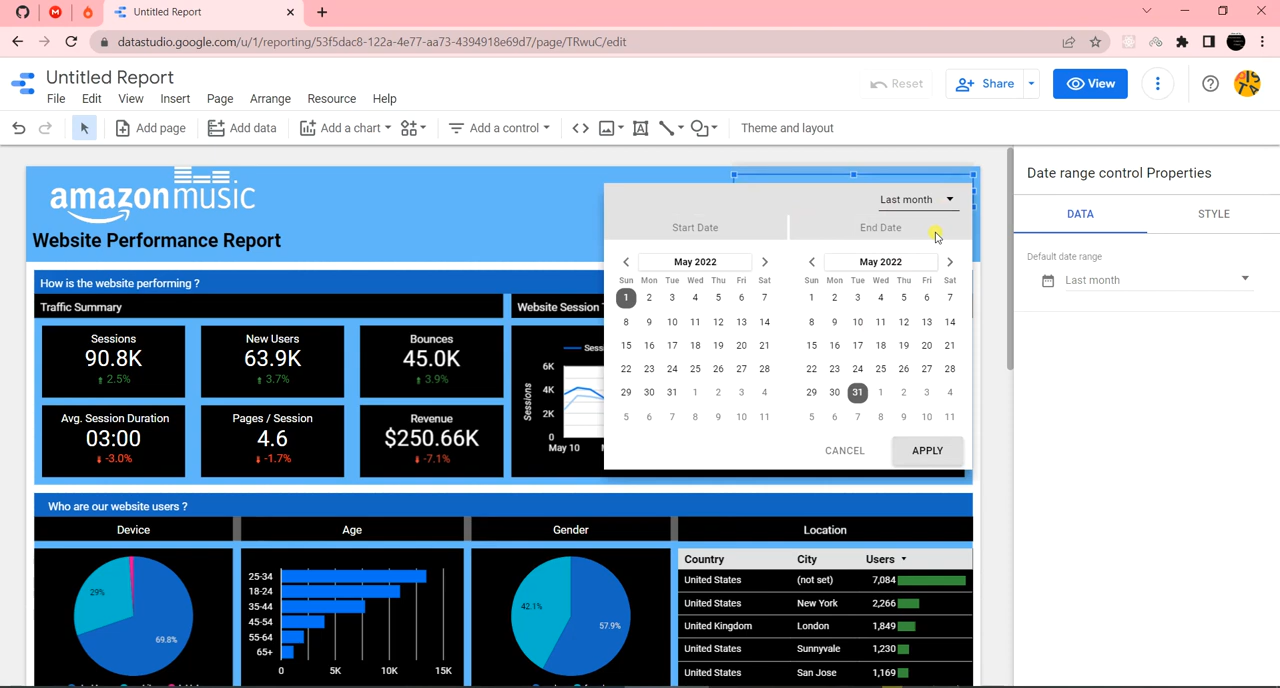 Untitled Report
datastudio.google.com/u/1/reporting/53f5dac8-122a-4e77-aa73-4394918e69d7/page/TRwuC/edit
Untitled Report
File Edit View Insert Page Arrange Resource Help
Reset Share View
Add page Add data Add a chart Add a control Theme and layout
amazon music
Website Performance Report
How is the website performing ?
Traffic Summary
Website Session
Sessions
90.8K
2.5%
New Users
63.9K
3.7%
Bounces
45.0K
3.9%
Avg. Session Duration
03:00
-3.0%
Pages / Session
4.6
-1.7%
Revenue
$250.66K
-7.1%
Sess
6K
4K
2K
0
Sessions
May 10
Last month
Start Date End Date
May 2022 May 2022
Sun Mon Tue Wed Thu Fri Sat Sun Mon Tue Wed Thu Fri Sat
1 2 3 4 5 6 7 1 2 3 4 5 6 7
8 9 10 11 12 13 14 8 9 10 11 12 13 14
15 16 17 18 19 20 21 15 16 17 18 19 20 21
22 23 24 25 26 27 28 22 23 24 25 26 27 28
29 30 31 1 2 3 4 29 30 31 1 2 3 4
5 6 7 8 9 10 11 5 6 7 8 9 10 11
CANCEL APPLY
Date range control Properties
DATA STYLE
Default date range
Last month
Who are our website users ?
Device Age Gender Location
29%
69.8%
25-34
18-24
35-44
45-54
55-64
65+
0 5K 10K 15K
42.1%
57.9%
Country City Users
United States (not set) 7,084
United States New York 2,266
United Kingdom London 1,849
United States Sunnyvale 1,230
United States San Jose 1,169